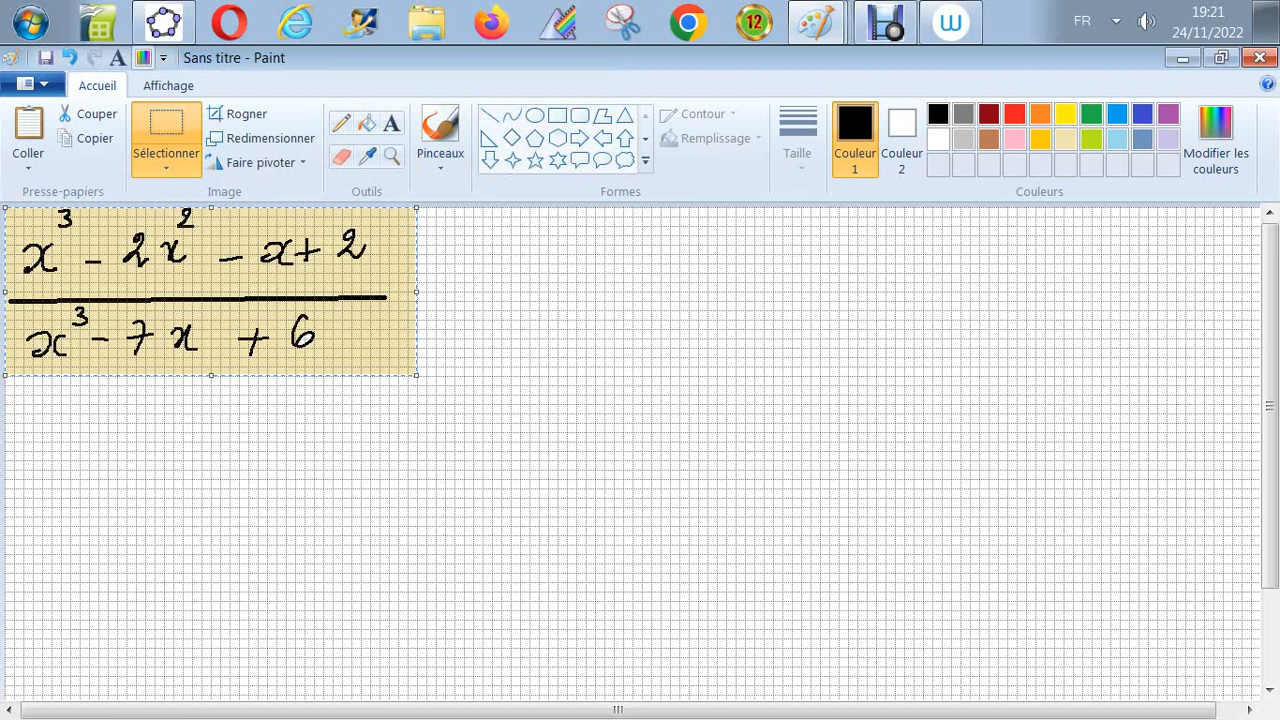 12
W
FR
19:21
24/11/2022
Sans titre - Paint
Accueil
Affichage
Coller
Couper
Copier
Presse-papiers
Sélectionner
Rogner
Redimensionner
Faire pivoter
Image
A
Outils
Pinceaux
Contour
Remplissage
Formes
Taille
Couleur 1
Couleur 2
Modifier les couleurs
Couleurs
x³ - 2x² - x + 2
x³ - 7x + 6